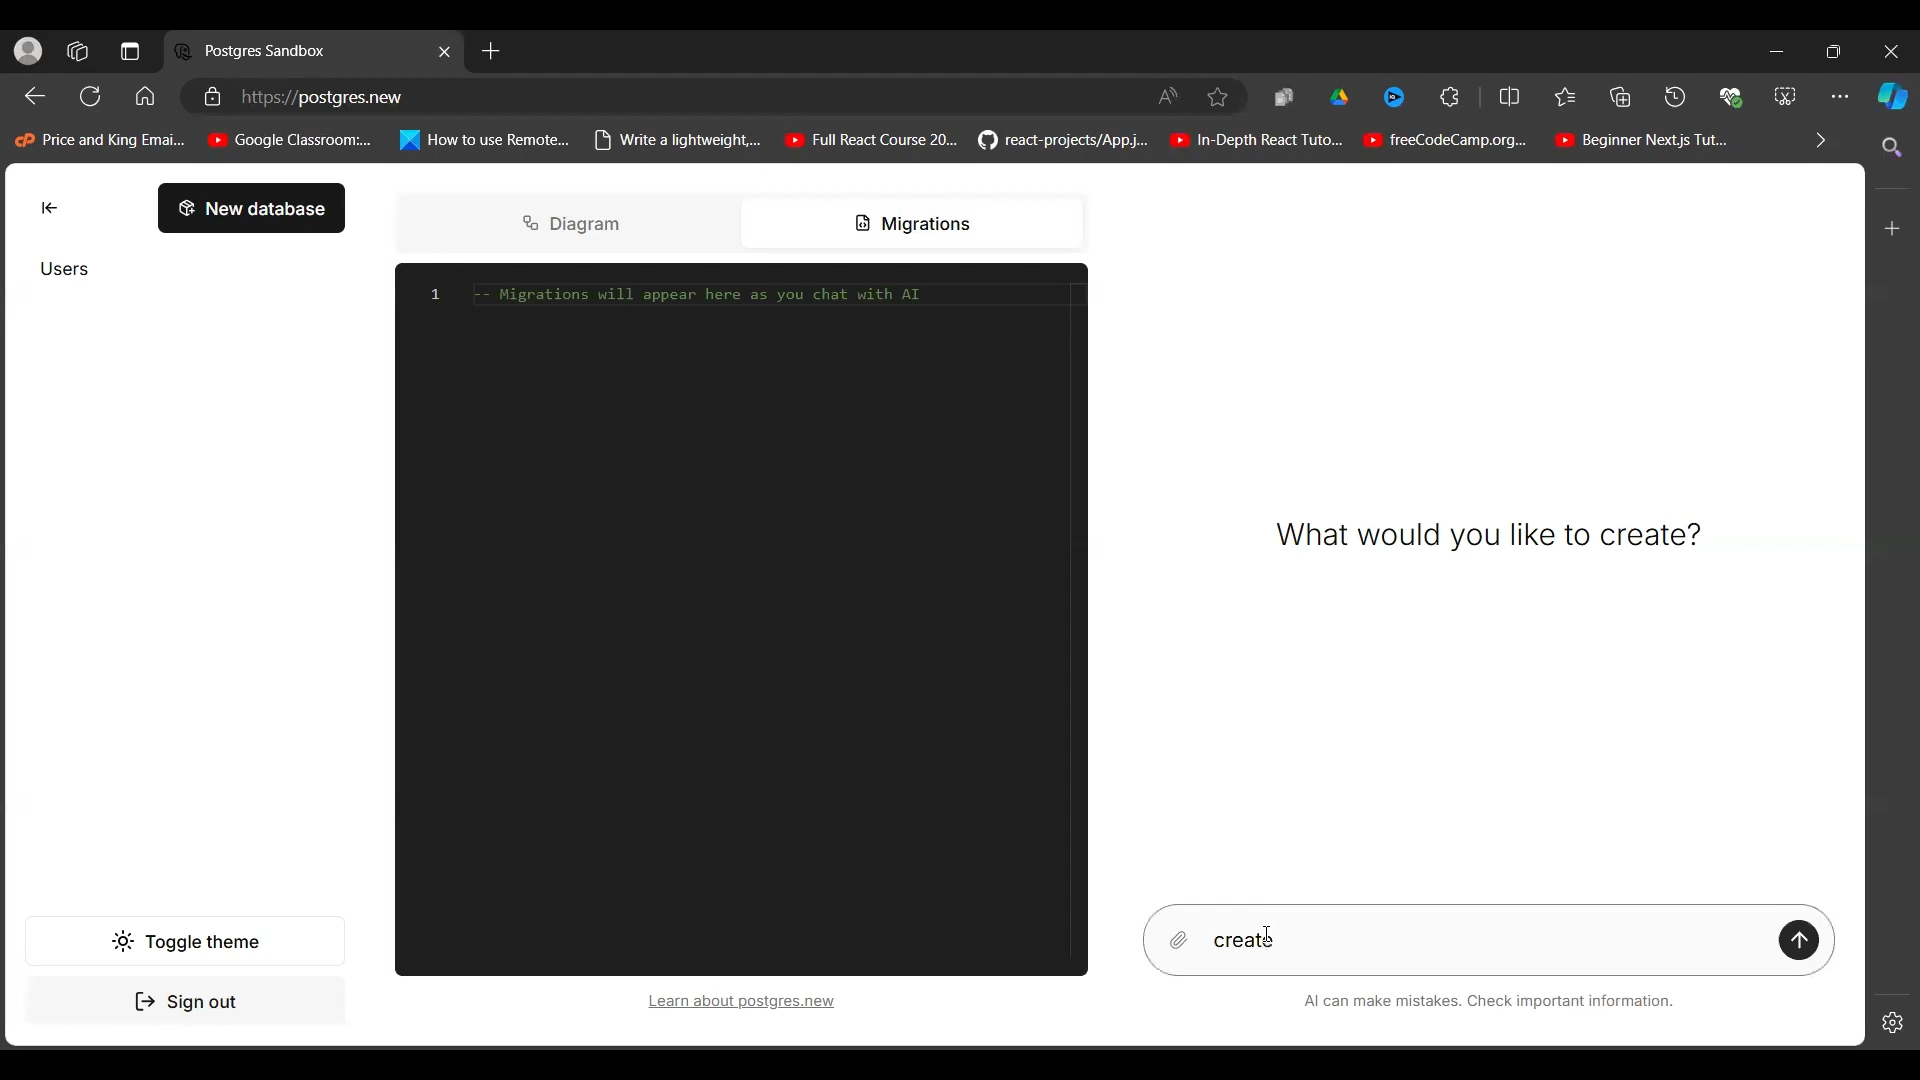 Postgres Sandbox
https://postgres.new
Price and King Emai...
Google Classroom:...
How to use Remote...
Write a lightweight,...
Full React Course 20...
react-projects/App.j...
In-Depth React Tuto...
freeCodeCamp.org...
Beginner Next.js Tut...
New database
Users
Diagram
Migrations
1 -- Migrations will appear here as you chat with AI
What would you like to create?
create
Toggle theme
Sign out
Learn about postgres.new
AI can make mistakes. Check important information.